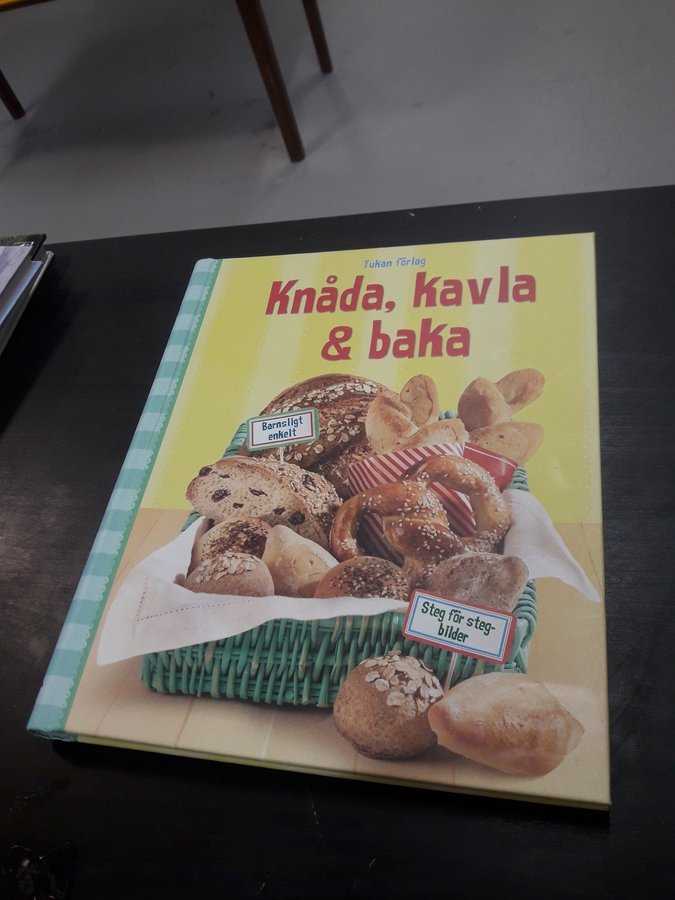 Tukan förlag
Knåda, kavla
& baka
Barnsligt
enkelt
Steg för steg-
bilder